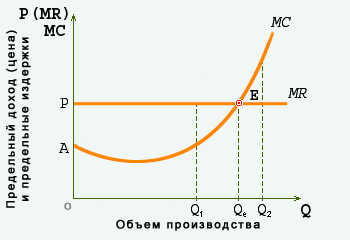 P(MR)
MC
Предельный доход (цена)
и предельные издержки
MC
MR
P
E
A
O
Q₁
Qₑ
Q₂
Q
Объем производства